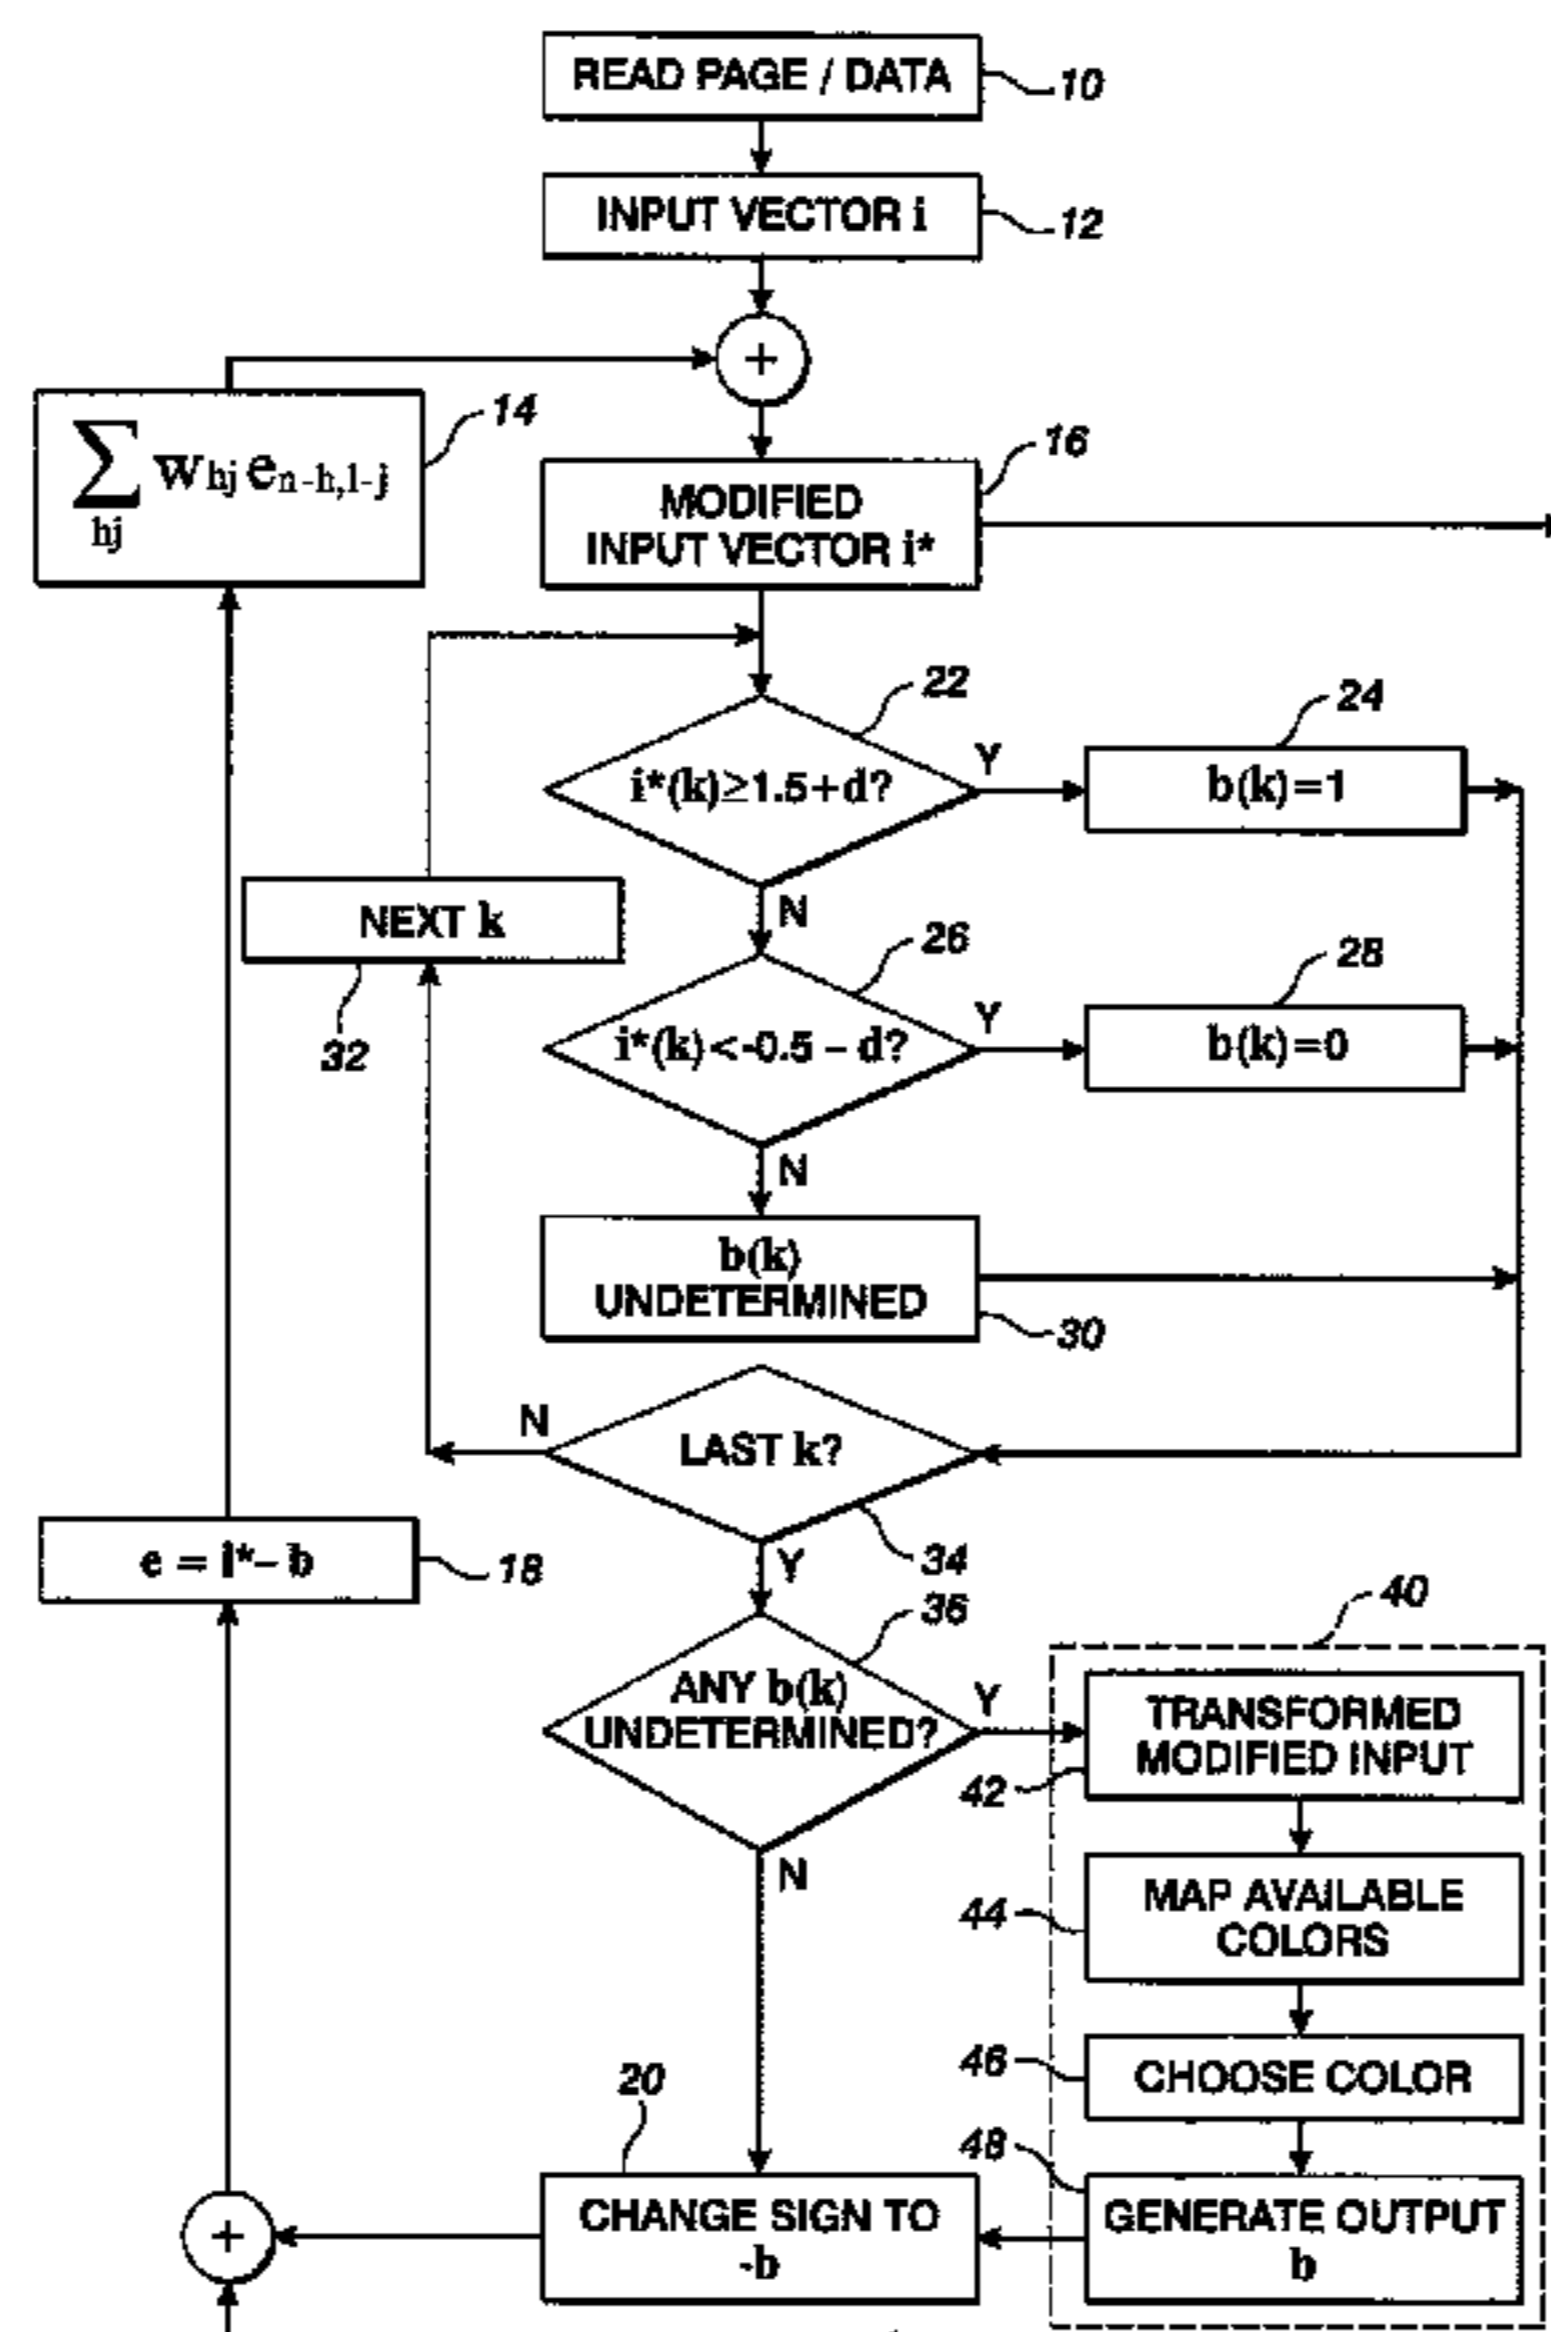 READ PAGE / DATA
10
INPUT VECTOR i
12
+
14
∑ whj en-h,l-j
hj
16
MODIFIED
INPUT VECTOR i*
22
i*(k)≥1.5+d?
Y
24
b(k)=1
N
NEXT k
32
26
i*(k)<-0.5 – d?
Y
28
b(k)=0
N
b(k)
UNDETERMINED
30
N
LAST k?
34
Y
e = i*– b
18
36
ANY b(k)
UNDETERMINED?
Y
N
40
TRANSFORMED
MODIFIED INPUT
42
MAP AVAILABLE
COLORS
44
CHOOSE COLOR
46
48
GENERATE OUTPUT
b
20
CHANGE SIGN TO
-b
+